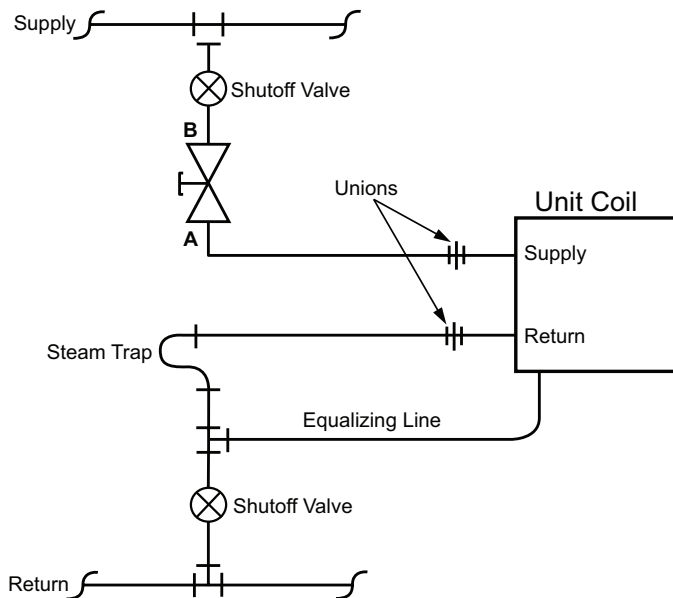 Supply
Shutoff Valve
B
A
Unions
Unit Coil
Supply
Return
Steam Trap
Equalizing Line
Shutoff Valve
Return